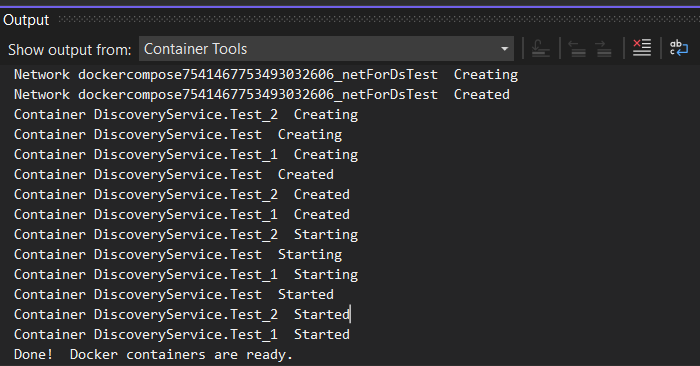 Output
Show output from: Container Tools
Network dockercompose7541467753493032606_netForDsTest  Creating
Network dockercompose7541467753493032606_netForDsTest  Created
Container DiscoveryService.Test_2  Creating
Container DiscoveryService.Test  Creating
Container DiscoveryService.Test_1  Creating
Container DiscoveryService.Test  Created
Container DiscoveryService.Test_2  Created
Container DiscoveryService.Test_1  Created
Container DiscoveryService.Test_2  Starting
Container DiscoveryService.Test  Starting
Container DiscoveryService.Test_1  Starting
Container DiscoveryService.Test  Started
Container DiscoveryService.Test_2  Started
Container DiscoveryService.Test_1  Started
Done!  Docker containers are ready.